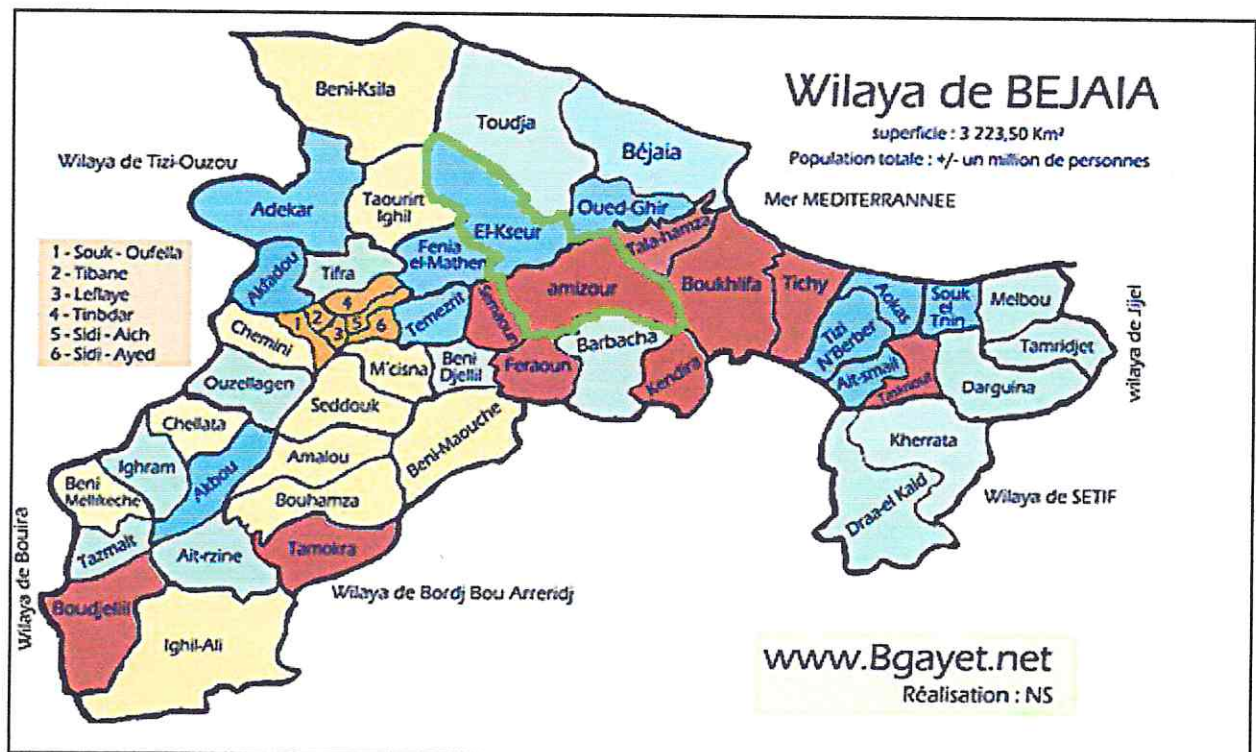 Wilaya de BEJAIA
superficie : 3 223,50 Km²
Population totale : +/- un million de personnes
Mer MEDITERRANNEE
Wilaya de Tizi-Ouzou
Beni-Ksila
Toudja
Béjaia
Adekar
Taourirt
Ighil
El-Kseur
Oued-Ghir
Tala-hamza
Fenia
el-Mathen
Tifra
Akfadou
1 - Souk - Oufella
2 - Tibane
3 - Leflaye
4 - Tinbdar
5 - Sidi - Aich
6 - Sidi - Ayed
4
1
2
3
5
6
Temezrit
Semaoun
amizour
Boukhlifa
Tichy
Aokas
Souk
el
Tnin
Melbou
Tizi
N'Berber
Tamridjet
Ait-smail
Darguina
wilaya de Jijel
Chemini
M'cisna
Beni
Djellil
Feraoun
Barbacha
Kendira
Ouzellagen
Seddouk
Chellata
Amalou
Beni-Maouche
Kherrata
Ighram
Akbou
Beni
Mellikeche
Bouhamza
Draa-el Kaid
Wilaya de SETIF
Tazmalt
Ait-rzine
Tamokra
Wilaya de Bouira
Wilaya de Bordj Bou Arreridj
Boudjellil
Ighil-Ali
www.Bgayet.net
Réalisation : NS